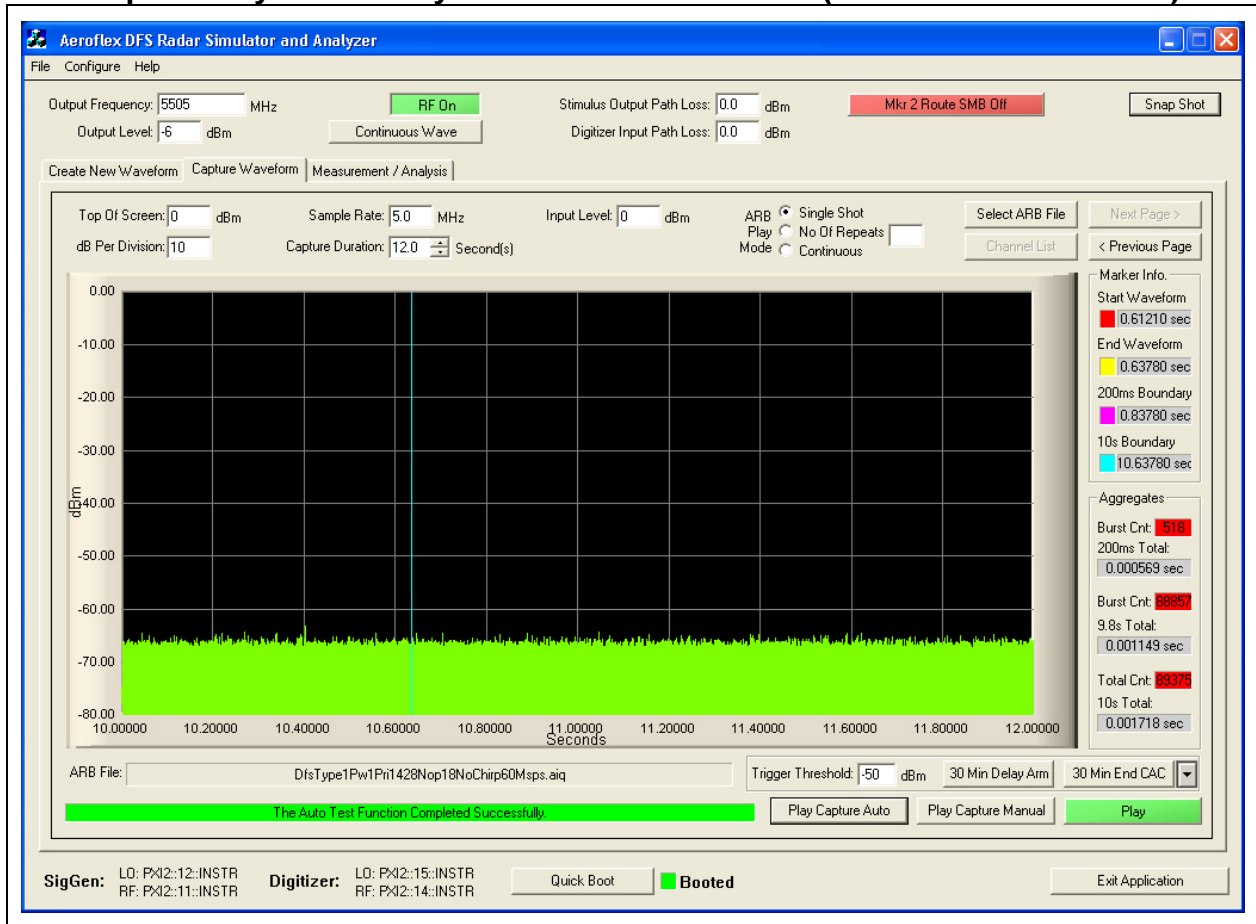 Aeroflex DFS Radar Simulator and Analyzer
File Configure Help
Output Frequency: 5505 MHz
RF On
Stimulus Output Path Loss: 0.0 dBm
Mkr 2 Route SMB Off
Snap Shot
Output Level: -6 dBm
Continuous Wave
Digitizer Input Path Loss: 0.0 dBm
Create New Waveform Capture Waveform Measurement / Analysis
Top Of Screen: 0 dBm
Sample Rate: 5.0 MHz
Input Level: 0 dBm
ARB Play Mode
Single Shot
No Of Repeats
Continuous
Select ARB File
Next Page >
dB Per Division: 10
Capture Duration: 12.0 Second(s)
Channel List
< Previous Page
0.00
-10.00
-20.00
-30.00
-40.00
-50.00
-60.00
-70.00
-80.00
dBm
10.00000 10.20000 10.40000 10.60000 10.80000 11.00000 11.20000 11.40000 11.60000 11.80000 12.00000
Seconds
Marker Info.
Start Waveform
0.61210 sec
End Waveform
0.63780 sec
200ms Boundary
0.83780 sec
10s Boundary
10.63780 sec
Aggregates
Burst Cnt: 518
200ms Total:
0.000569 sec
Burst Cnt: 88857
9.8s Total:
0.001149 sec
Total Cnt: 89375
10s Total:
0.001718 sec
ARB File: DfsType1Pw1Pri1428Nop18NoChirp60Msps.aiq
Trigger Threshold: -50 dBm
30 Min Delay Arm
30 Min End CAC
The Auto Test Function Completed Successfully.
Play Capture Auto
Play Capture Manual
Play
SigGen: LO: PXI2::12::INSTR
RF: PXI2::11::INSTR
Digitizer: LO: PXI2::15::INSTR
RF: PXI2::14::INSTR
Quick Boot
Booted
Exit Application